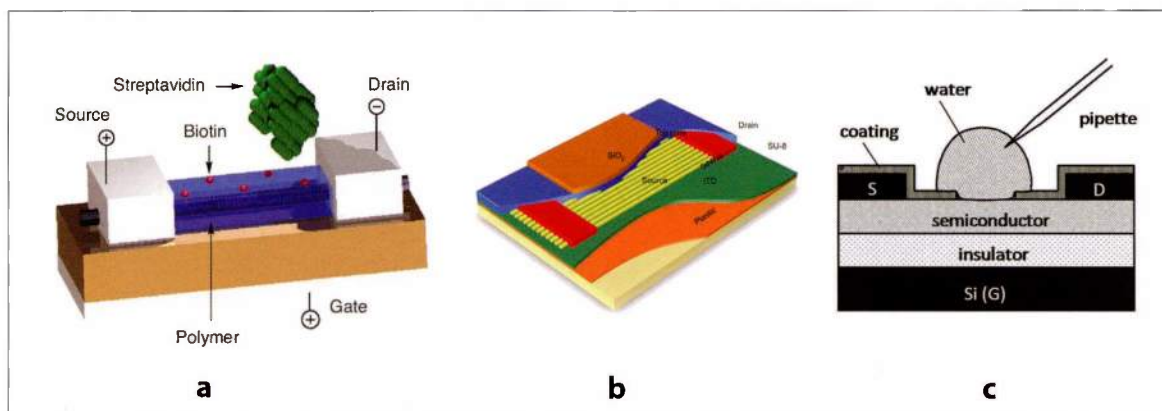 Streptavidin
Drain
⊖
Source
⊕
Biotin
Gate
⊕
Polymer
a
Drain
SU-8
SiO₂
Source
ITO
Plastic
b
water
pipette
coating
S
D
semiconductor
insulator
Si (G)
c